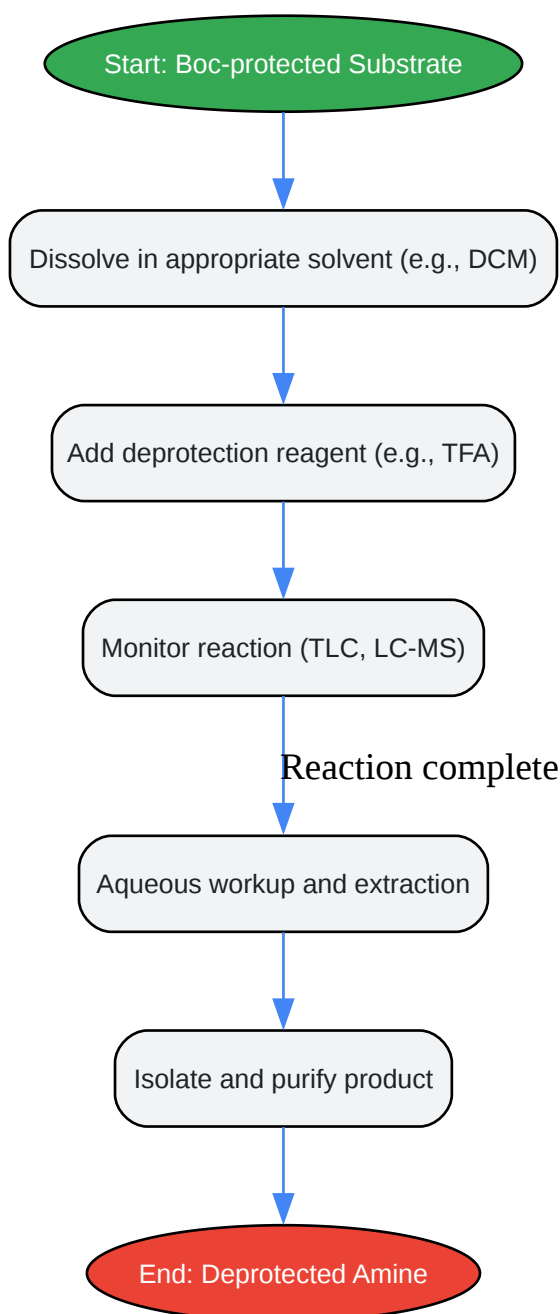 Start: Boc-protected Substrate
Dissolve in appropriate solvent (e.g., DCM)
Add deprotection reagent (e.g., TFA)
Monitor reaction (TLC, LC-MS)
Reaction complete
Aqueous workup and extraction
Isolate and purify product
End: Deprotected Amine